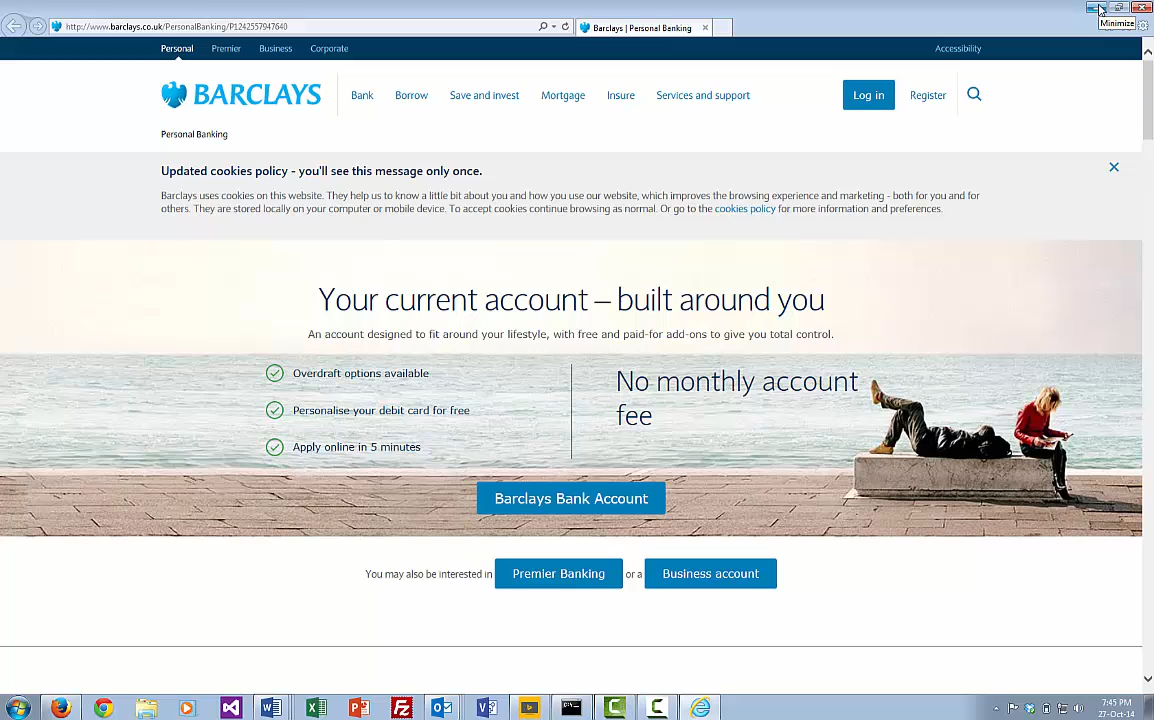 http://www.barclays.co.uk/PersonalBanking/P1242557947640
Barclays | Personal Banking
Minimize
Personal Premier Business Corporate Accessibility
BARCLAYS
Bank Borrow Save and invest Mortgage Insure Services and support Log in Register
Personal Banking
Updated cookies policy - you'll see this message only once.
Barclays uses cookies on this website. They help us to know a little bit about you and how you use our website, which improves the browsing experience and marketing - both for you and for
others. They are stored locally on your computer or mobile device. To accept cookies continue browsing as normal. Or go to the cookies policy for more information and preferences.
Your current account – built around you
An account designed to fit around your lifestyle, with free and paid-for add-ons to give you total control.
Overdraft options available
Personalise your debit card for free
Apply online in 5 minutes
No monthly account
fee
Barclays Bank Account
You may also be interested in Premier Banking or a Business account
7:45 PM
27-Oct-14